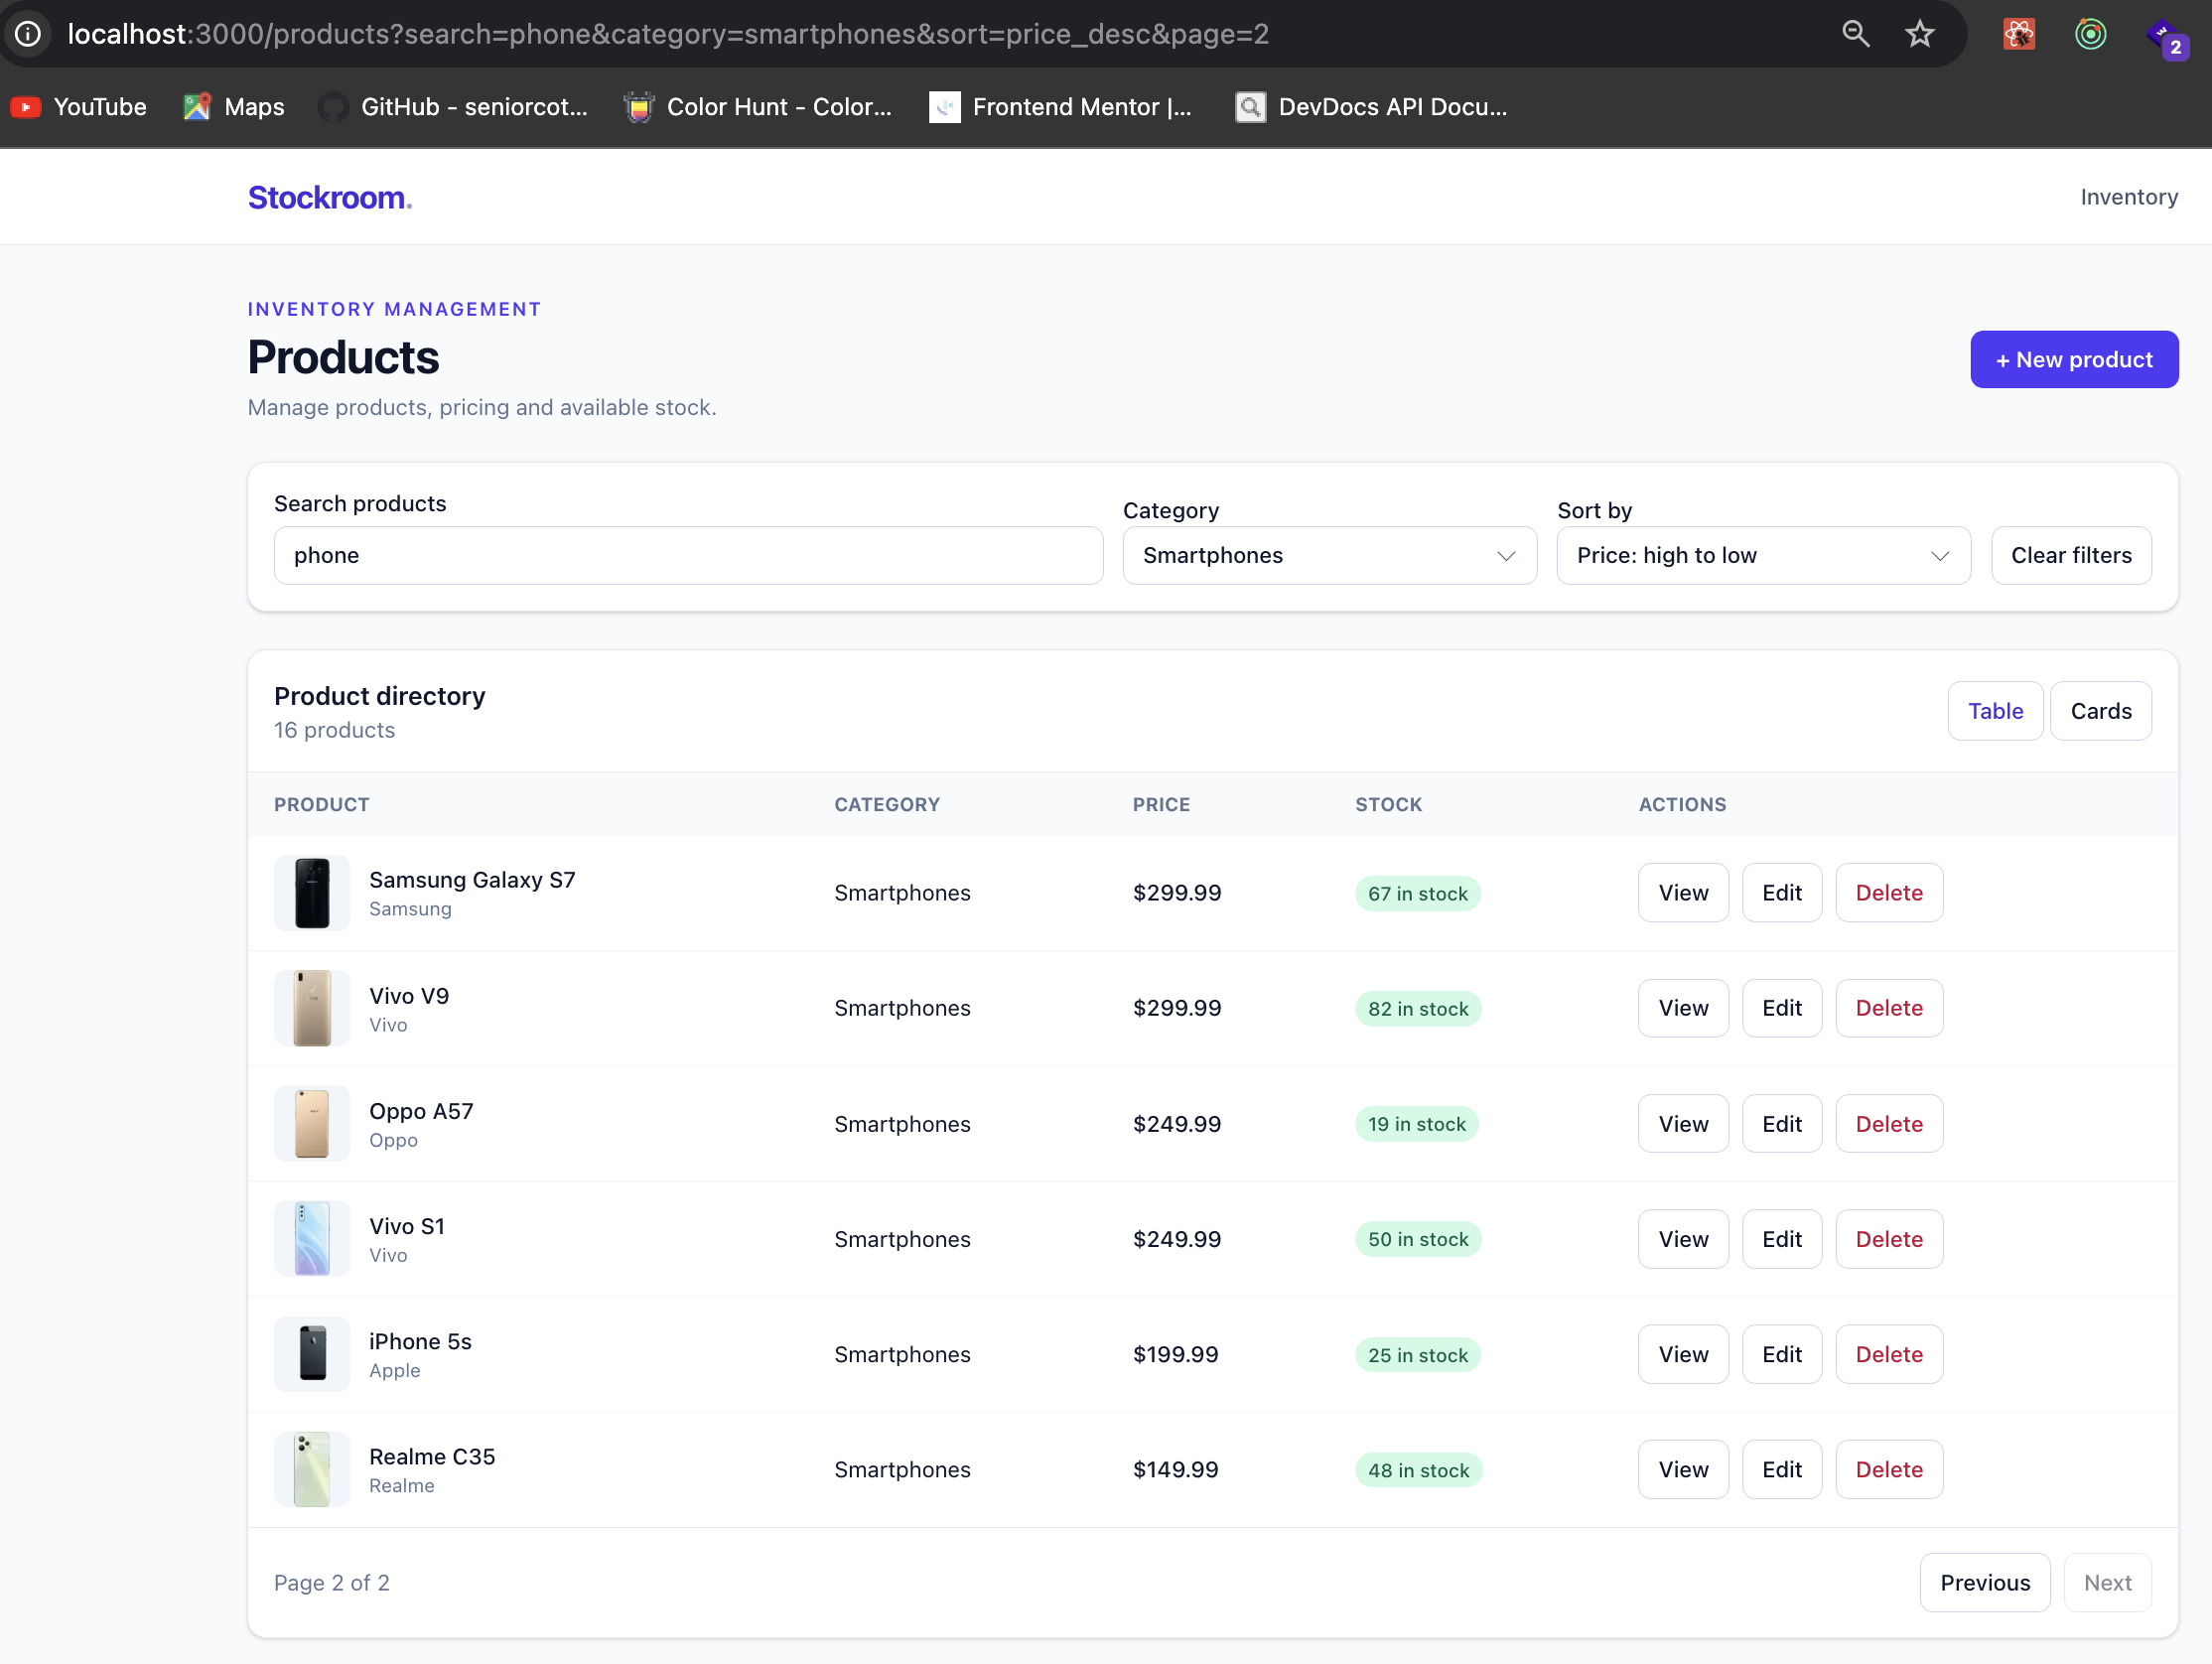 localhost:3000/products?search=phone&category=smartphones&sort=price_desc&page=2
2
YouTube
Maps
GitHub - seniorcot...
Color Hunt - Color...
Frontend Mentor |...
DevDocs API Docu...
Stockroom.
Inventory
INVENTORY MANAGEMENT
Products
+ New product
Manage products, pricing and available stock.
Search products
Category
Sort by
phone
Smartphones
Price: high to low
Clear filters
Product directory
16 products
Table
Cards
PRODUCT CATEGORY PRICE STOCK ACTIONS
Samsung Galaxy S7
Samsung
Smartphones
$299.99
67 in stock
View
Edit
Delete
Vivo V9
Vivo
Smartphones
$299.99
82 in stock
View
Edit
Delete
Oppo A57
Oppo
Smartphones
$249.99
19 in stock
View
Edit
Delete
Vivo S1
Vivo
Smartphones
$249.99
50 in stock
View
Edit
Delete
iPhone 5s
Apple
Smartphones
$199.99
25 in stock
View
Edit
Delete
Realme C35
Realme
Smartphones
$149.99
48 in stock
View
Edit
Delete
Page 2 of 2
Previous
Next